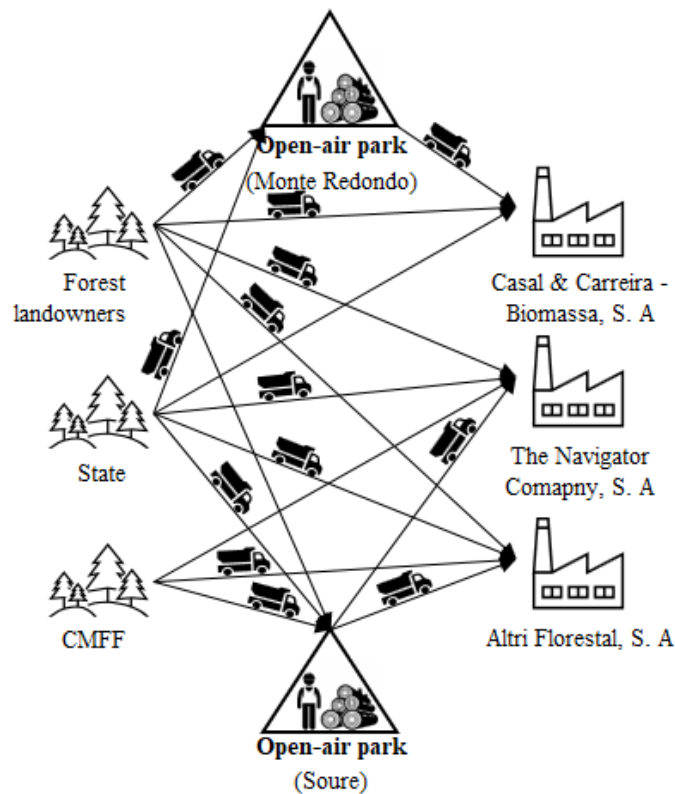 Open-air park
(Monte Redondo)
Forest
landowners
Casal & Carreira -
Biomassa, S. A
State
The Navigator
Comapny, S. A
CMFF
Altri Florestal, S. A
Open-air park
(Soure)